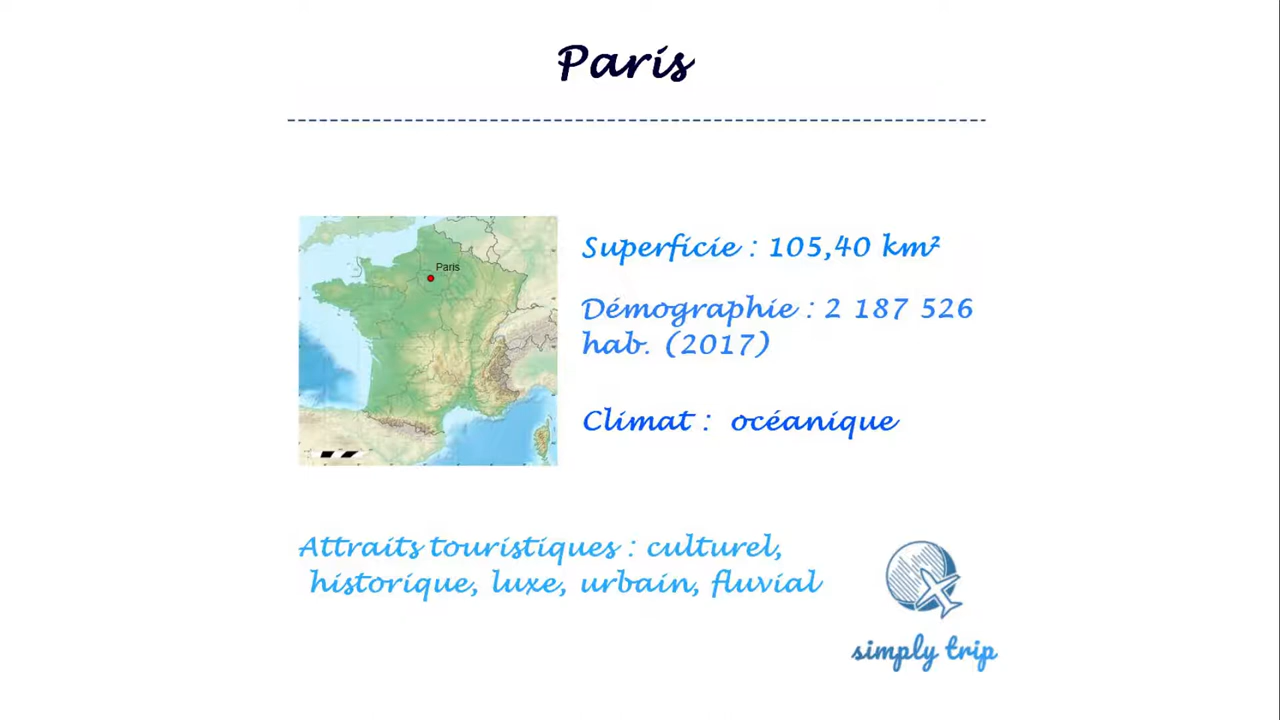 Paris
Paris
Superficie : 105,40 km²
Démographie : 2 187 526
hab. (2017)
Climat : océanique
Attraits touristiques : culturel,
historique, luxe, urbain, fluvial
simply trip